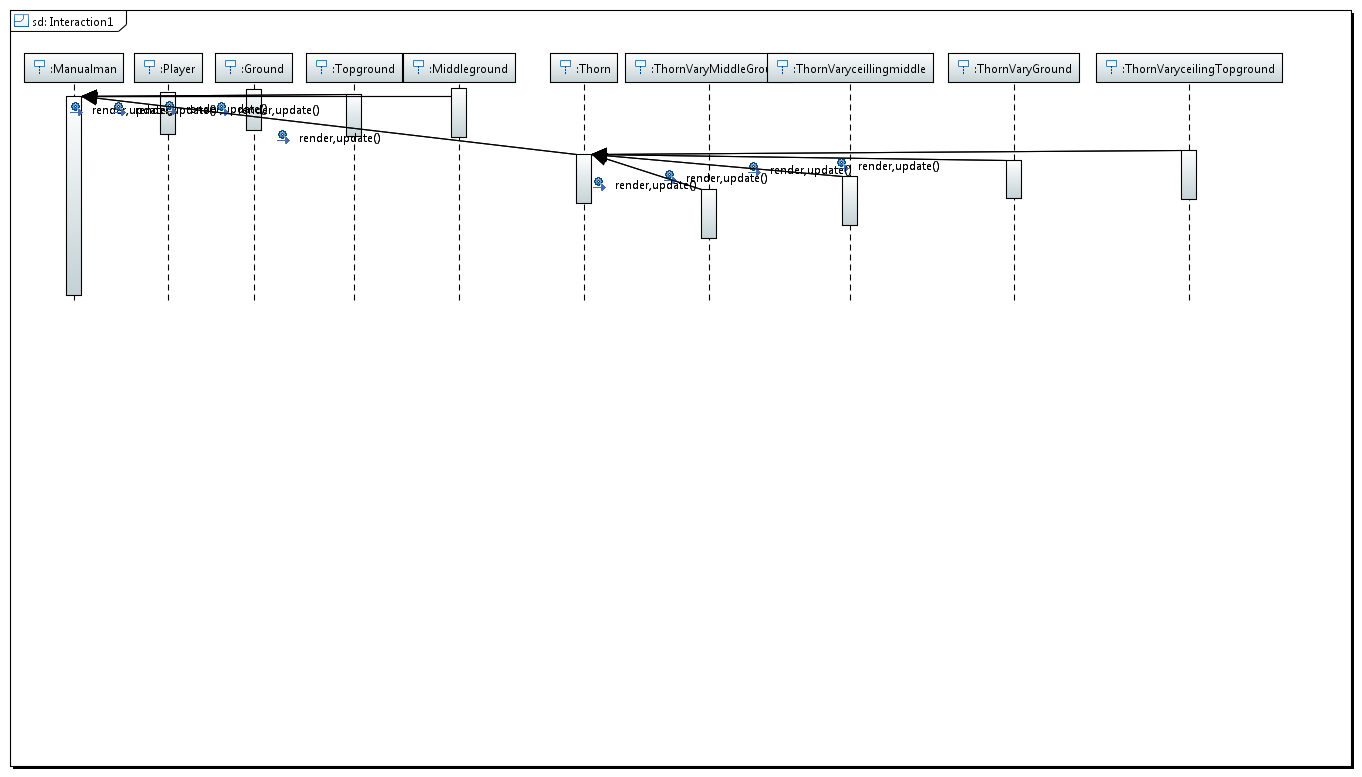 sd: Interaction1
:Manualman
:Player
:Ground
:Topground
:Middleground
:Thorn
:ThornVaryMiddleGrou
:ThornVaryceillingmiddle
:ThornVaryGround
:ThornVaryceilingTopground
render,update()
render,update()
render,update()
render,update()
render,update()
render,update()
render,update()
render,update()
render,update()